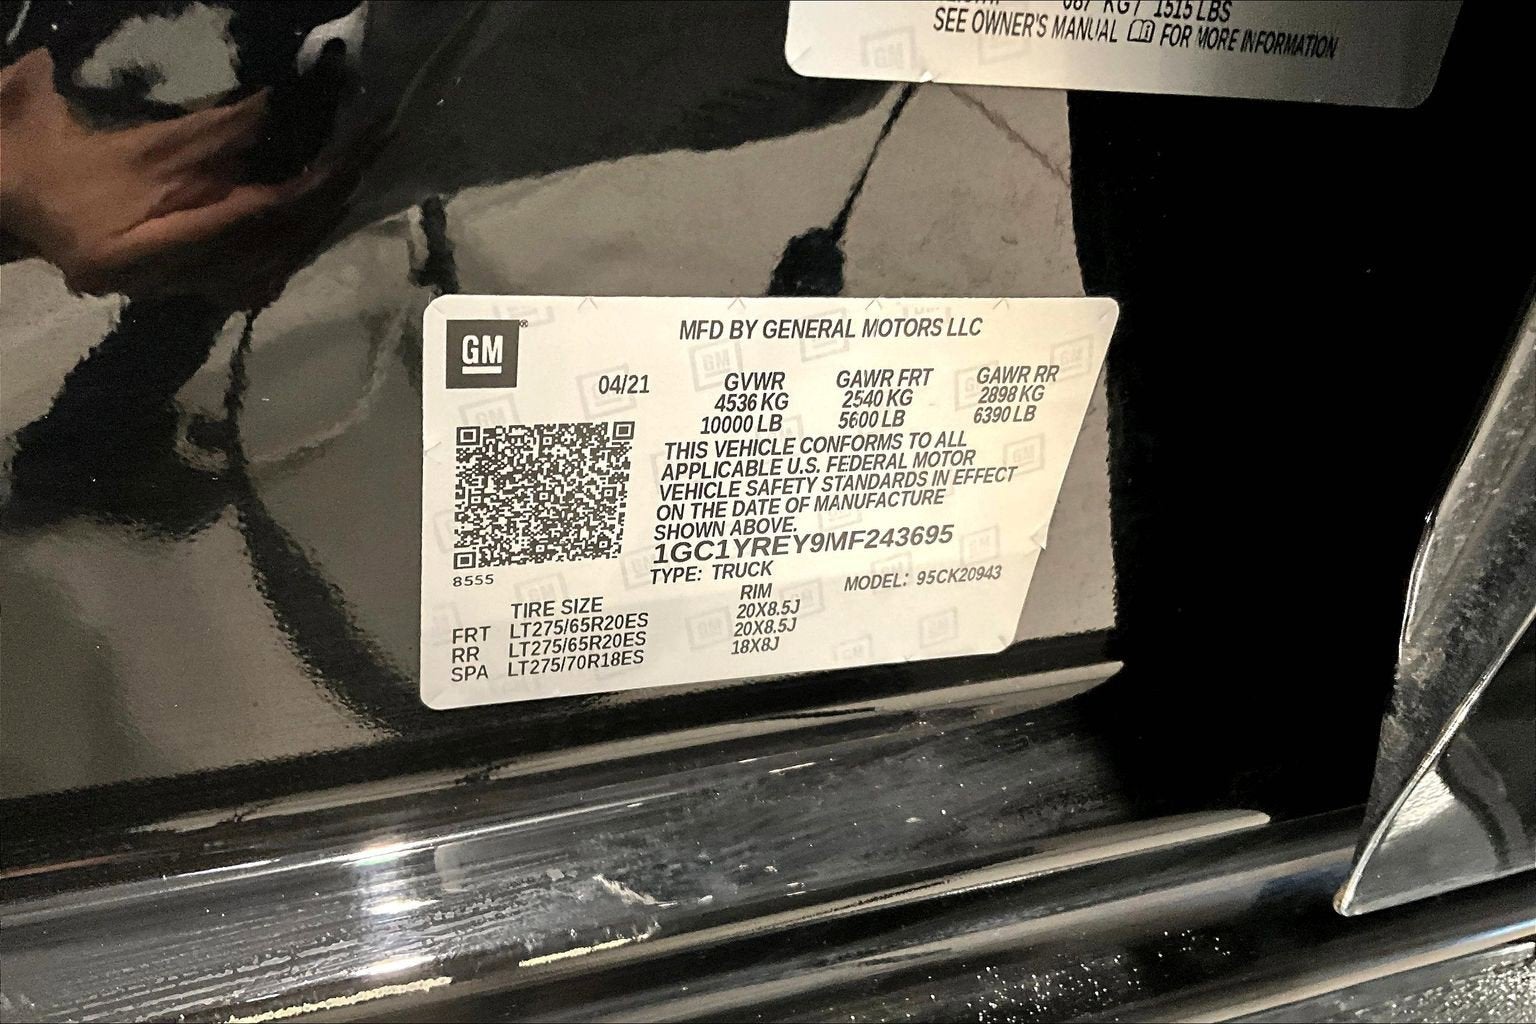 1515 LBS
SEE OWNER'S MANUAL FOR MORE INFORMATION
GM®
MFD BY GENERAL MOTORS LLC
04/21 GVWR GAWR FRT GAWR RR
4536 KG 2540 KG 2898 KG
10000 LB 5600 LB 6390 LB
THIS VEHICLE CONFORMS TO ALL
APPLICABLE U.S. FEDERAL MOTOR
VEHICLE SAFETY STANDARDS IN EFFECT
ON THE DATE OF MANUFACTURE
SHOWN ABOVE.
1GC1YREY9MF243695
8555
TYPE: TRUCK MODEL: 95CK20943
TIRE SIZE RIM
FRT LT275/65R20ES 20X8.5J
RR LT275/65R20ES 20X8.5J
SPA LT275/70R18ES 18X8J